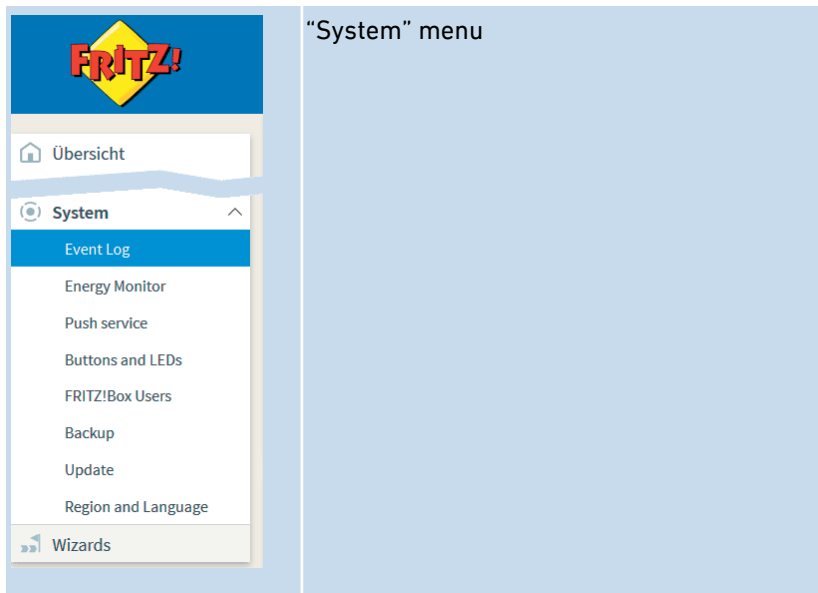 FRITZ!
“System” menu
Übersicht
System
Event Log
Energy Monitor
Push service
Buttons and LEDs
FRITZ!Box Users
Backup
Update
Region and Language
Wizards